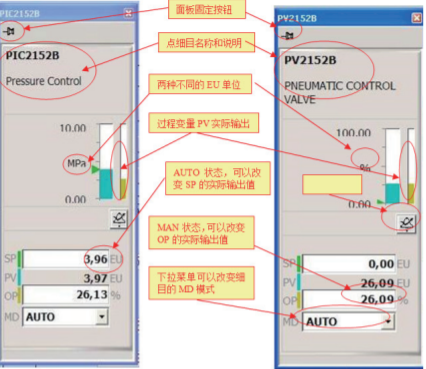 PIC2152B
PIC2152B
Pressure Control
10.00
MPa
0.00
SP 3,96 EU
PV 3,97 EU
OP 26,13 %
MD AUTO
面板固定按钮
点细目名称和说明
两种不同的 EU 单位
过程变量 PV 实际输出
AUTO 状态，可以改
变 SP 的实际输出值
MAN 状态，可以改变
OP 的实际输出值
下拉菜单可以改变细
目的 MD 模式
PV2152B
PV2152B
PNEUMATIC CONTROL
VALVE
100.00
%
0.00
SP 0,00 EU
PV 26,09 EU
OP 26,09 %
MD AUTO